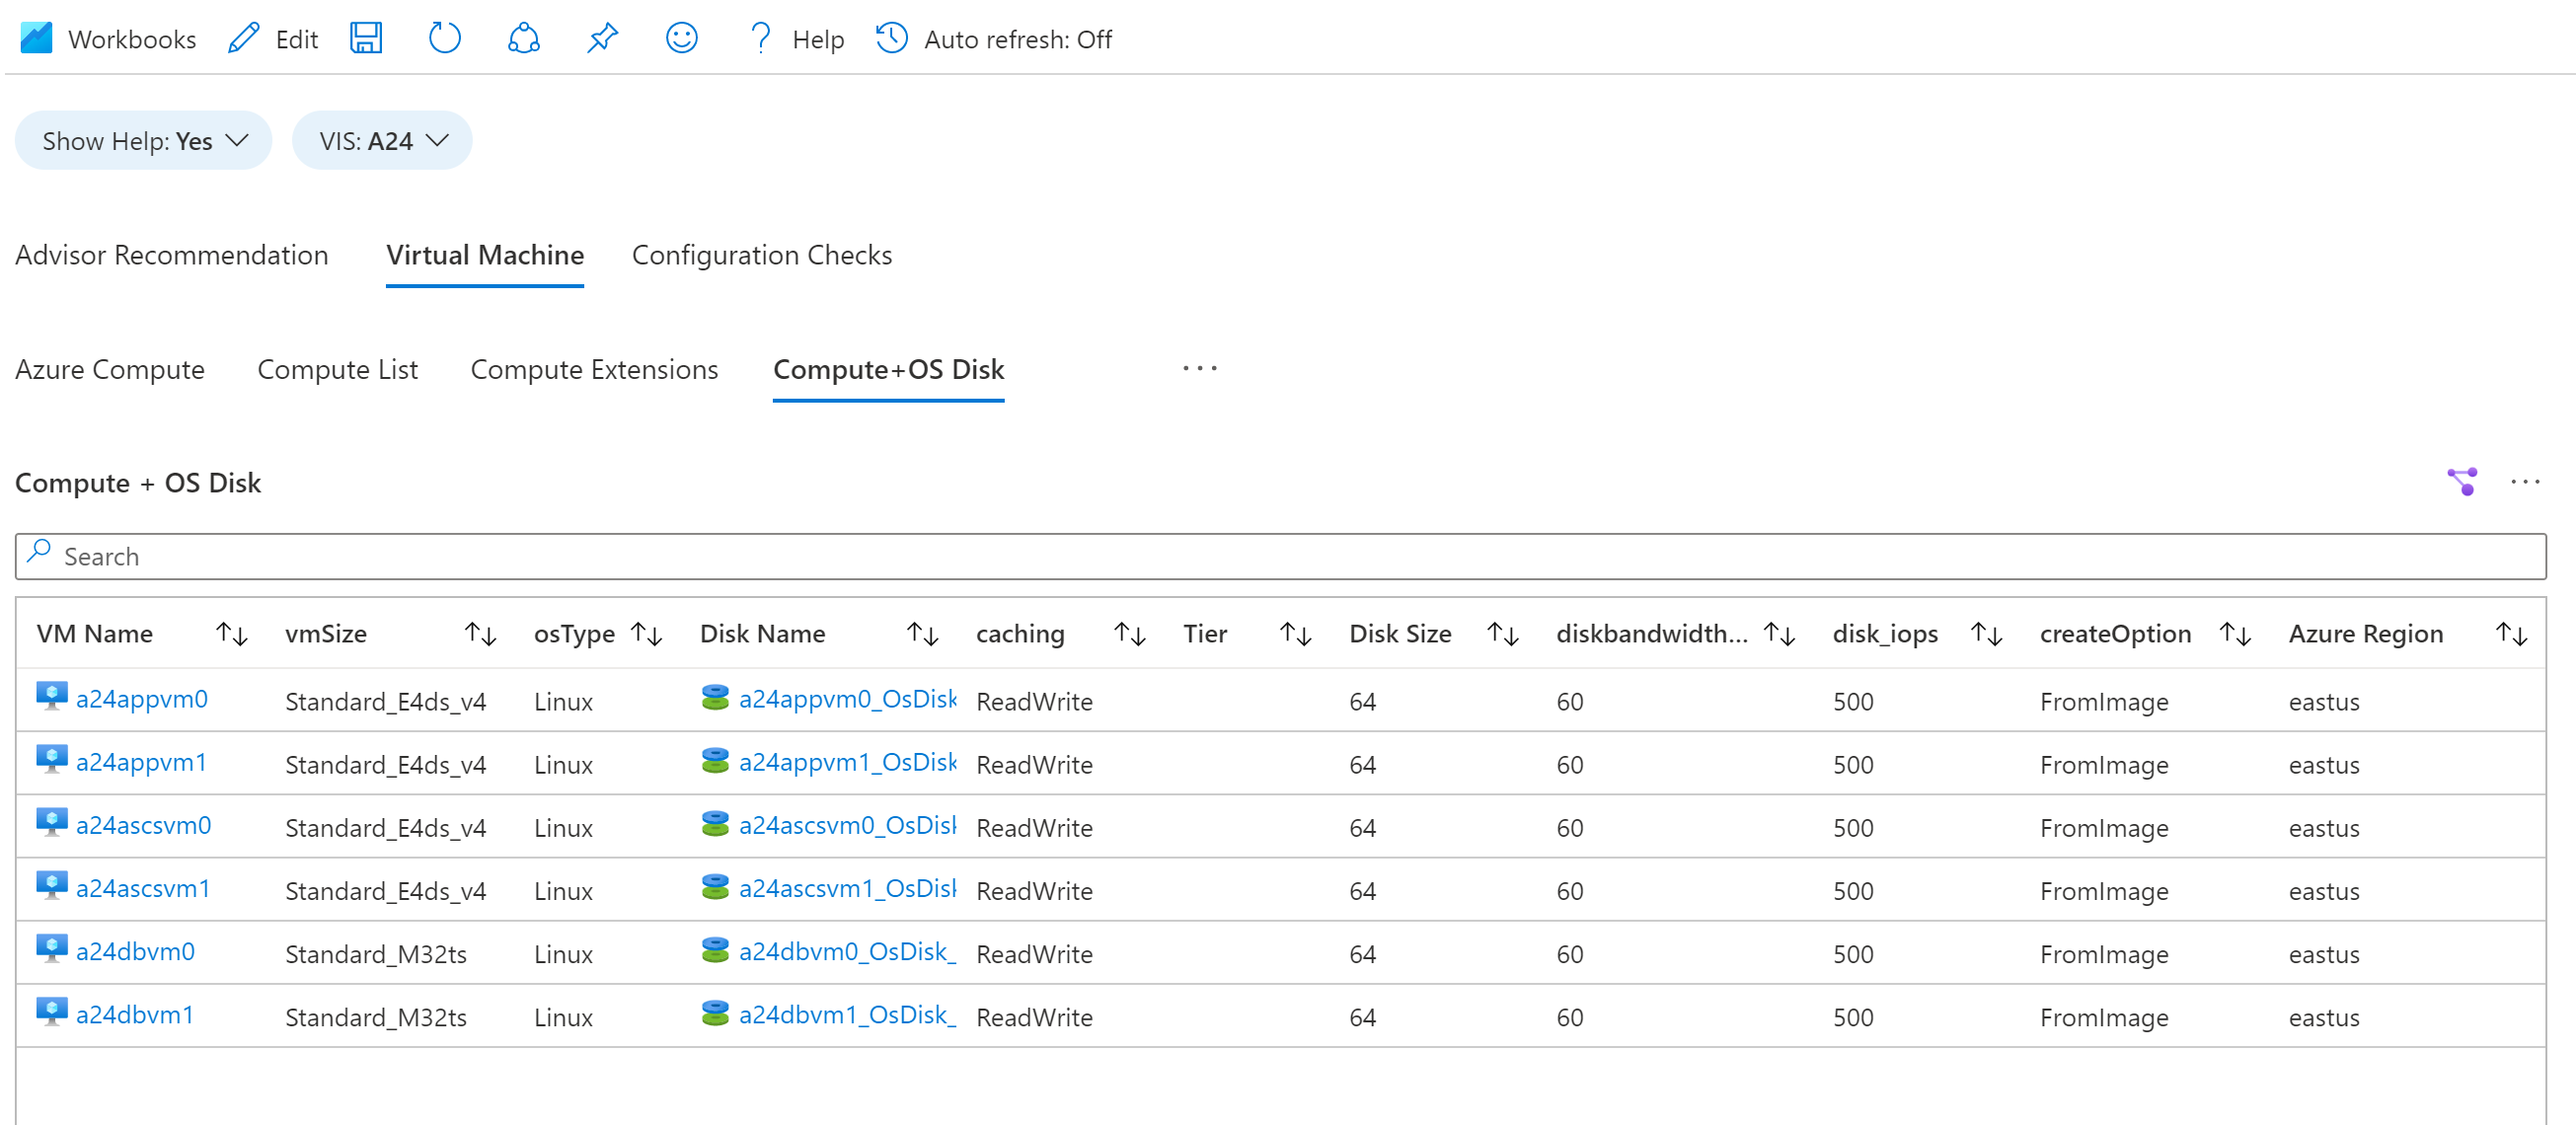 Workbooks Edit Help Auto refresh: Off
Show Help: Yes VIS: A24
Advisor Recommendation Virtual Machine Configuration Checks
Azure Compute Compute List Compute Extensions Compute+OS Disk ...
Compute + OS Disk ...
Search
VM Name vmSize osType Disk Name caching Tier Disk Size diskbandwidth... disk_iops createOption Azure Region
a24appvm0 Standard_E4ds_v4 Linux a24appvm0_OsDisk ReadWrite 64 60 500 FromImage eastus
a24appvm1 Standard_E4ds_v4 Linux a24appvm1_OsDisk ReadWrite 64 60 500 FromImage eastus
a24ascsvm0 Standard_E4ds_v4 Linux a24ascsvm0_OsDisk ReadWrite 64 60 500 FromImage eastus
a24ascsvm1 Standard_E4ds_v4 Linux a24ascsvm1_OsDisk ReadWrite 64 60 500 FromImage eastus
a24dbvm0 Standard_M32ts Linux a24dbvm0_OsDisk_ ReadWrite 64 60 500 FromImage eastus
a24dbvm1 Standard_M32ts Linux a24dbvm1_OsDisk_ ReadWrite 64 60 500 FromImage eastus